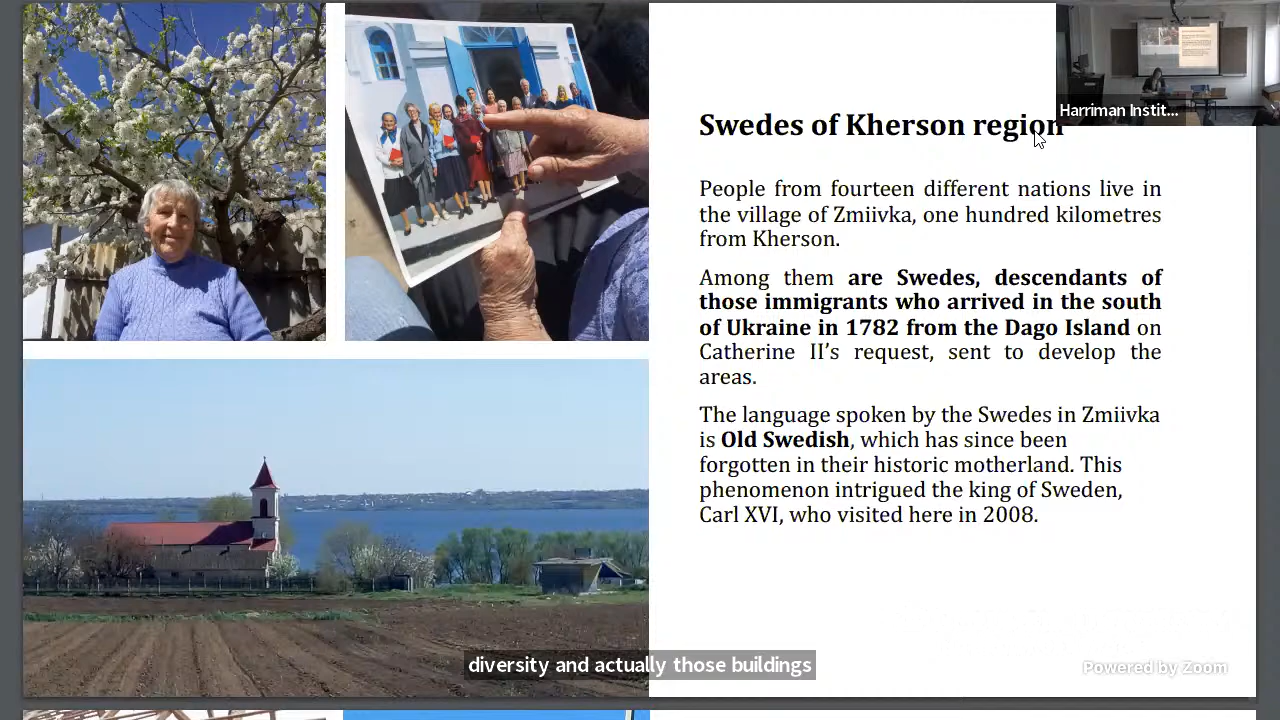 Harriman Instit...
Swedes of Kherson region
People from fourteen different nations live in
the village of Zmiivka, one hundred kilometres
from Kherson.
Among them are Swedes, descendants of
those immigrants who arrived in the south
of Ukraine in 1782 from the Dago Island on
Catherine II’s request, sent to develop the
areas.
The language spoken by the Swedes in Zmiivka
is Old Swedish, which has since been
forgotten in their historic motherland. This
phenomenon intrigued the king of Sweden,
Carl XVI, who visited here in 2008.
diversity and actually those buildings
Powered by Zoom